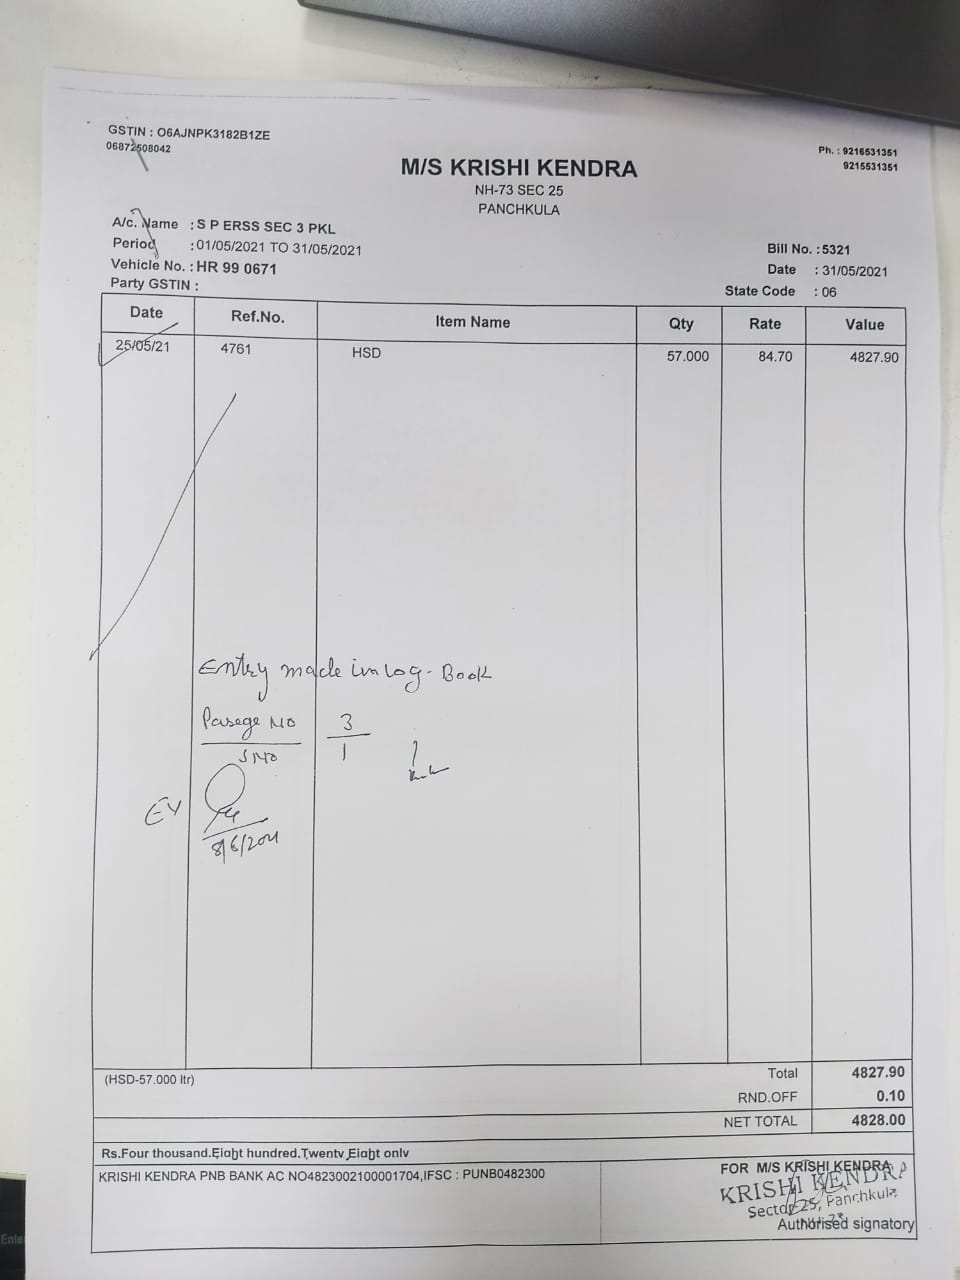 GSTIN : O6AJNPK3182B1ZE
06872508042
Ph. : 9216531351
9215531351
M/S KRISHI KENDRA
NH-73 SEC 25
PANCHKULA
A/c. Name : S P ERSS SEC 3 PKL
Period : 01/05/2021 TO 31/05/2021
Vehicle No. : HR 99 0671
Party GSTIN :
Bill No. : 5321
Date : 31/05/2021
State Code : 06
Date Ref.No. Item Name Qty Rate Value
25/05/21 4761 HSD 57.000 84.70 4827.90
Entry made in Log-Book
Pasege No 3
S No 1
8/6/2021
(HSD-57.000 ltr) Total 4827.90
RND.OFF 0.10
NET TOTAL 4828.00
Rs.Four thousand.Eight hundred.Twenty Eight only
KRISHI KENDRA PNB BANK AC NO4823002100001704,IFSC : PUNB0482300
FOR M/S KRISHI KENDRA
KRISHI KENDRA
Sector 25, Panchkula
Authorised signatory